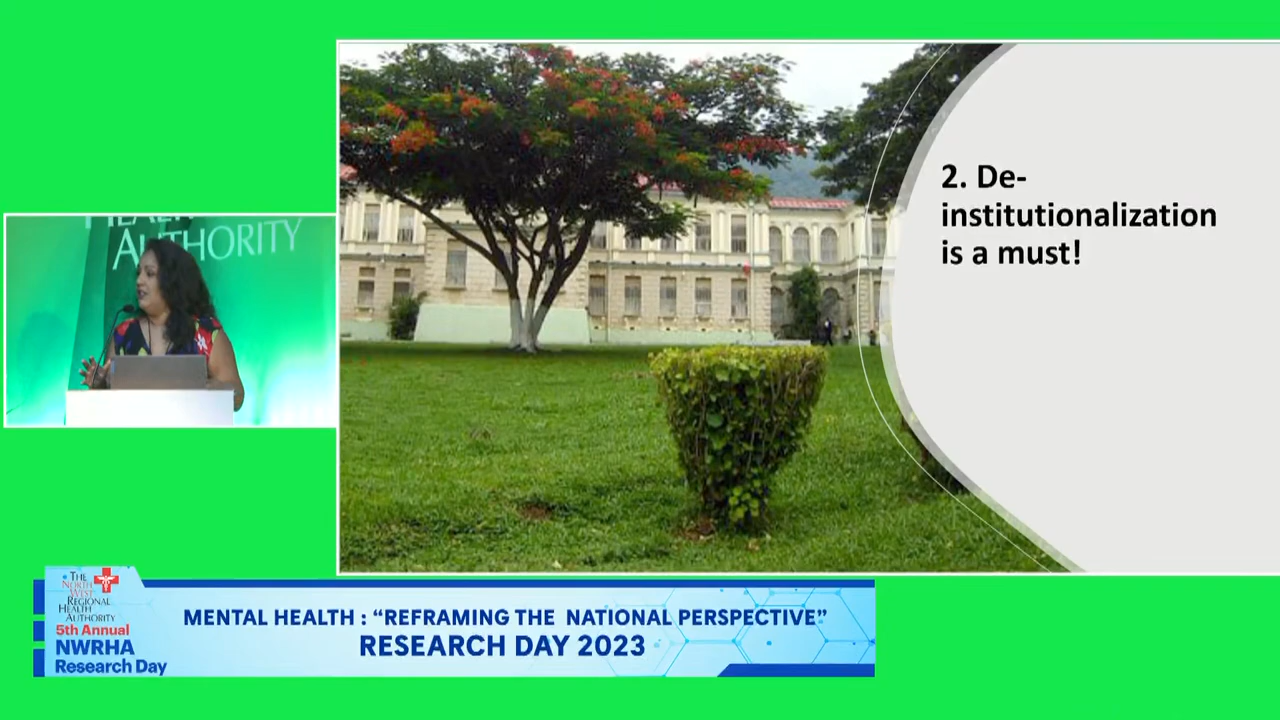 HEALTH
AUTHORITY
2. De-
institutionalization
is a must!
THE
NORTH
WEST
REGIONAL
HEALTH
AUTHORITY
5th Annual
NWRHA
Research Day
MENTAL HEALTH : “REFRAMING THE NATIONAL PERSPECTIVE”
RESEARCH DAY 2023